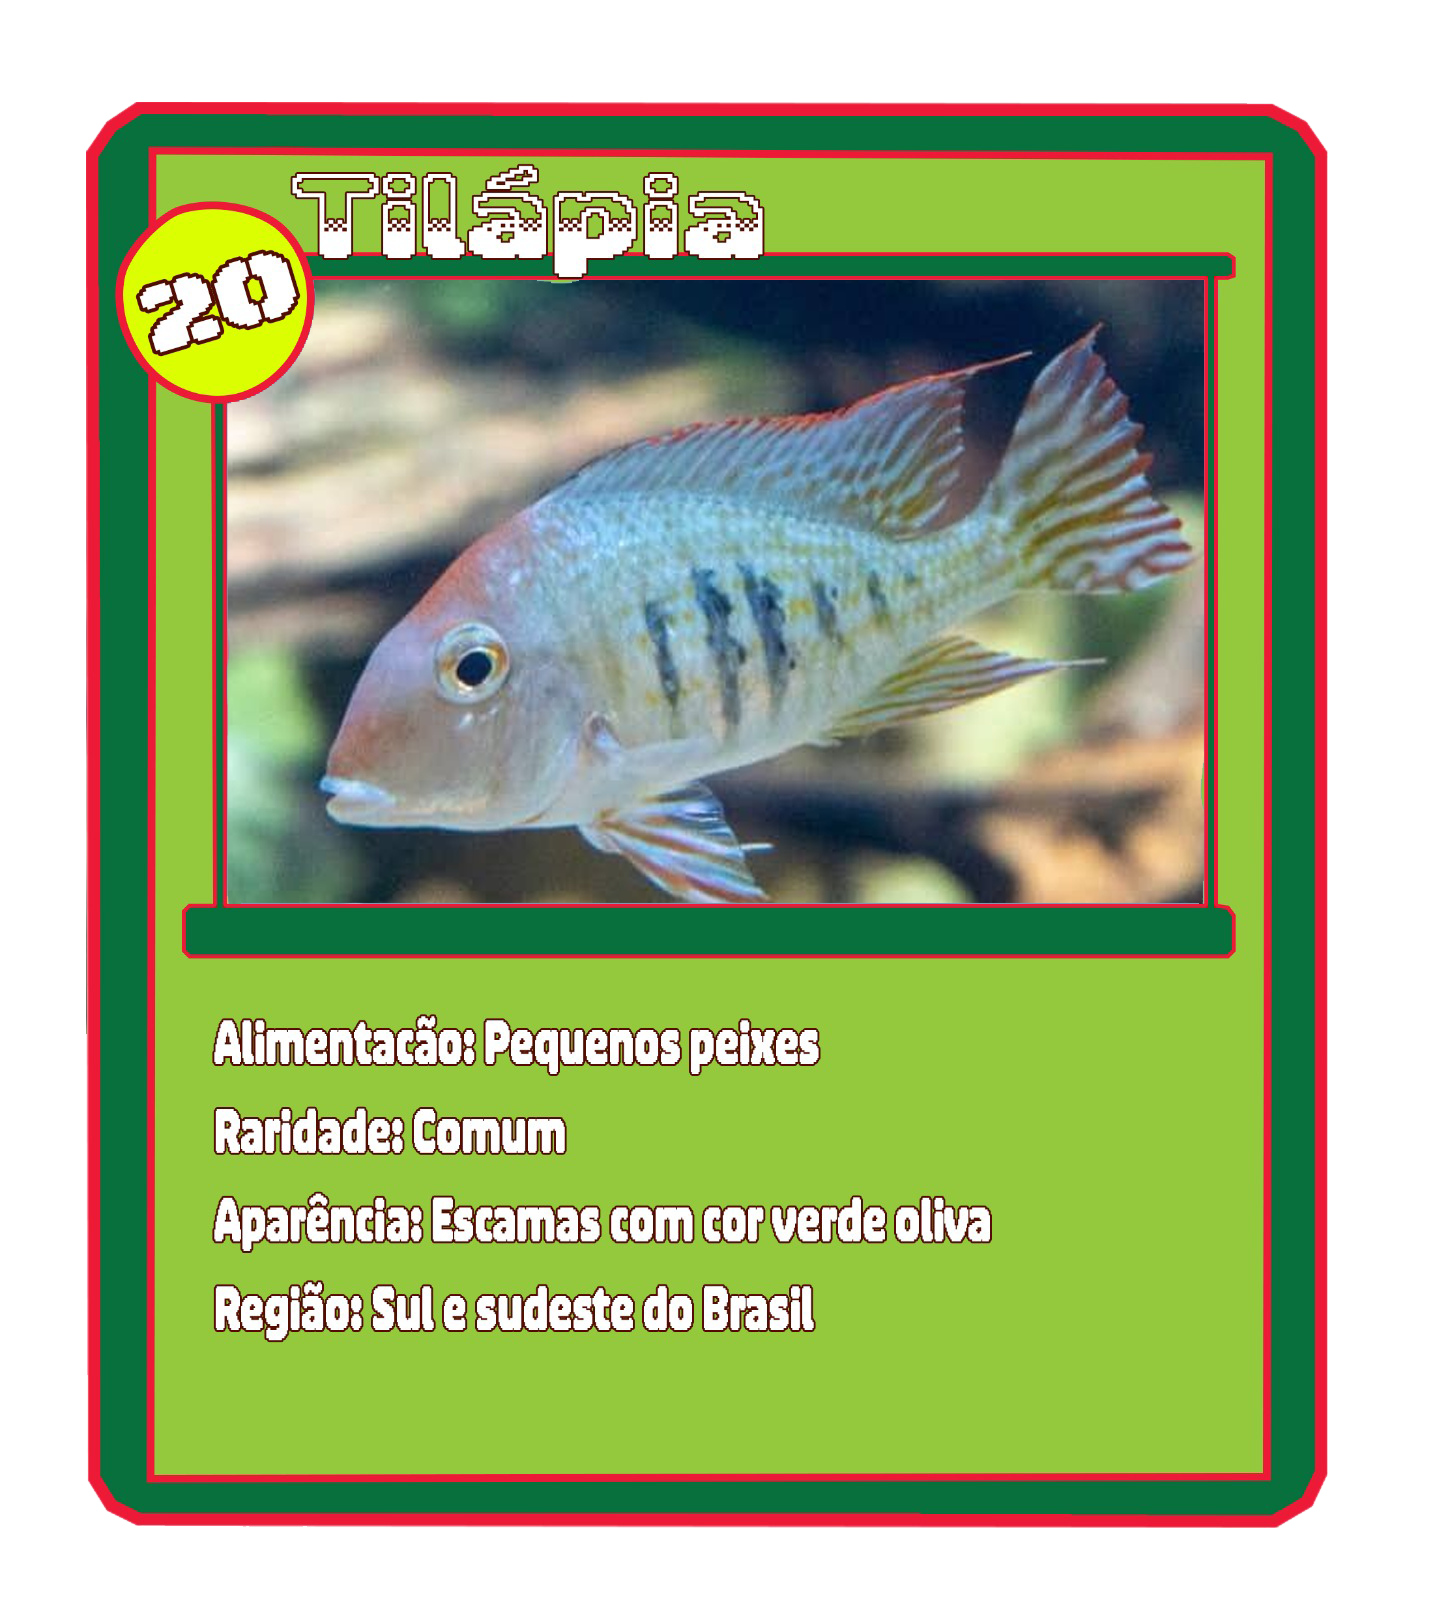 Tilápia
20
Alimentacão: Pequenos peixes
Raridade: Comum
Aparência: Escamas com cor verde oliva
Região: Sul e sudeste do Brasil